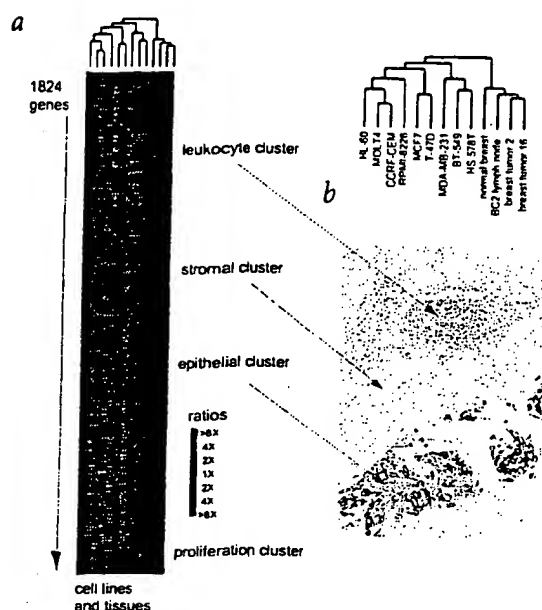 a
1824
genes
leukocyte cluster
stromal cluster
epithelial cluster
ratios
>8X
4X
2X
1X
2X
4X
>8X
proliferation cluster
cell lines
and tissues
HL-60
MOLT4
CCRF-CEM
RPMI-8226
MCF7
T-47D
MDA-MB-231
BT-549
HS 578T
normal breast
BC2 lymph node
breast tumor 2
breast tumor 16
b